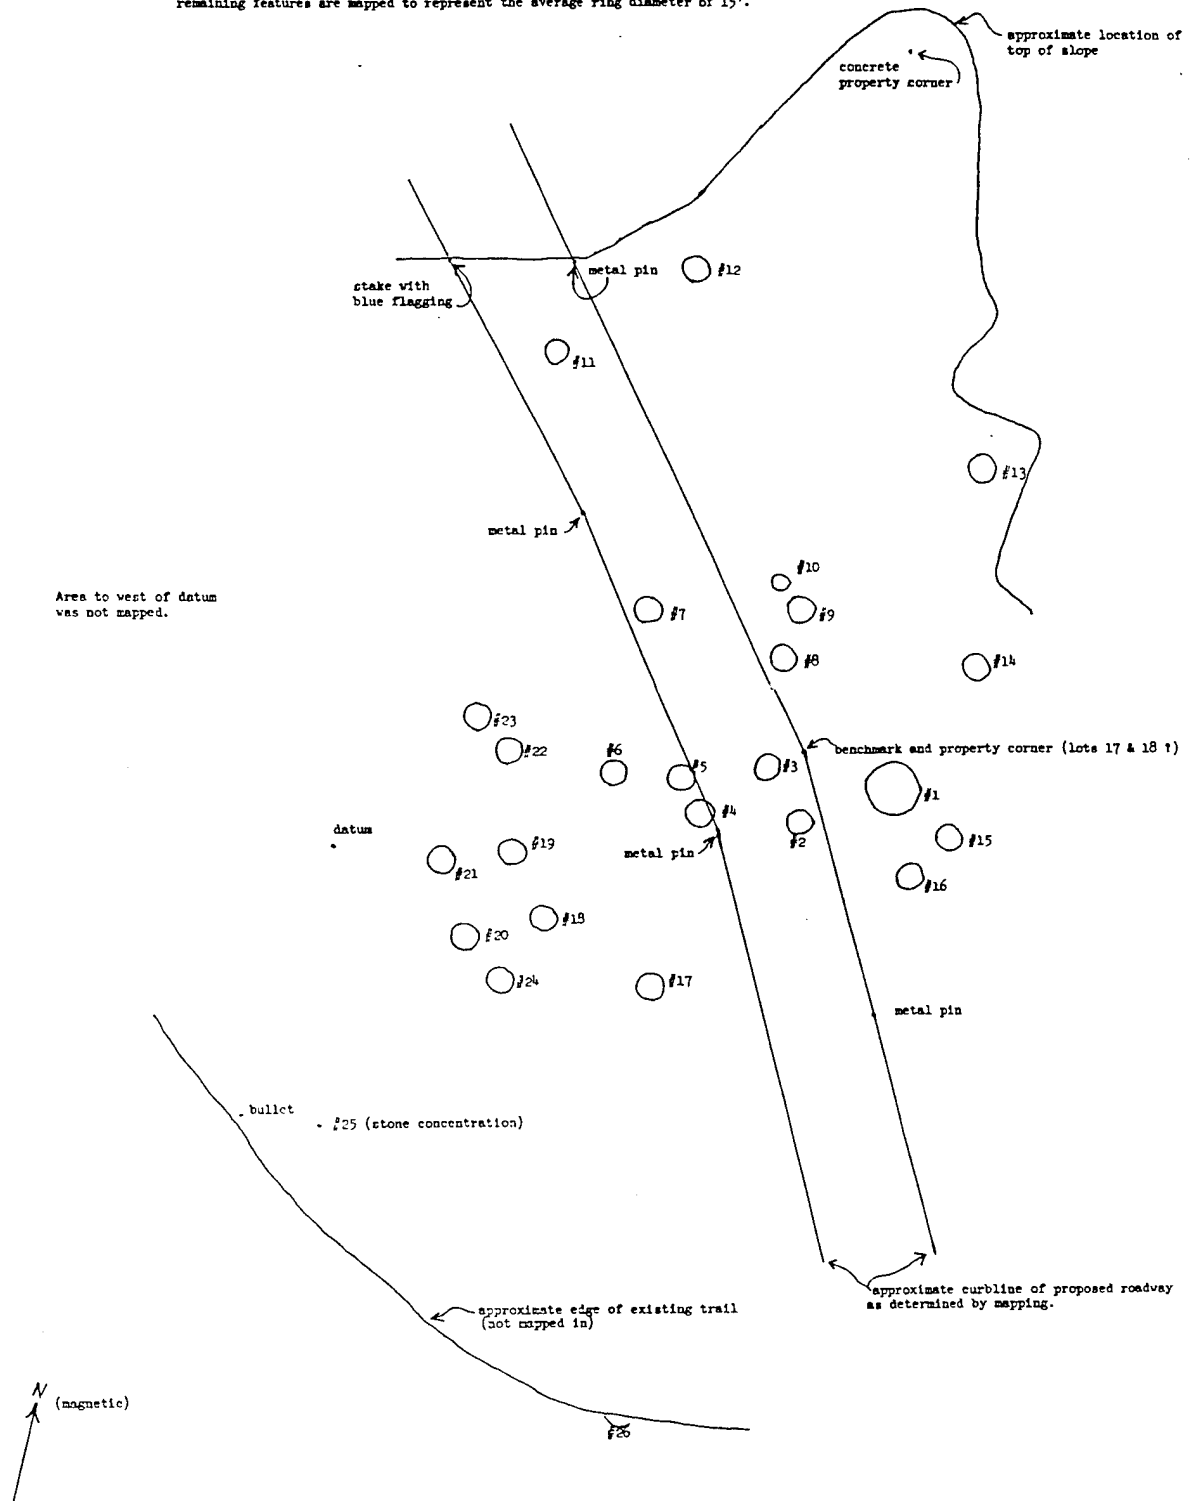 remaining features are mapped to represent the average ring diameter of 15'.
approximate location of
top of slope
concrete
property corner
metal pin
#12
stake with
blue flagging
#11
#13
metal pin
#10
Area to west of datum
was not mapped.
#7
#9
#8
#14
#23
#22
#6
#5
#3
benchmark and property corner (lots 17 & 18 ?)
#1
#4
#2
datum
#19
metal pin
#15
#21
#16
#18
#20
#24
#17
metal pin
bullet
#25 (stone concentration)
approximate curbline of proposed roadway
as determined by mapping.
approximate edge of existing trail
(not mapped in)
N
(magnetic)
#26